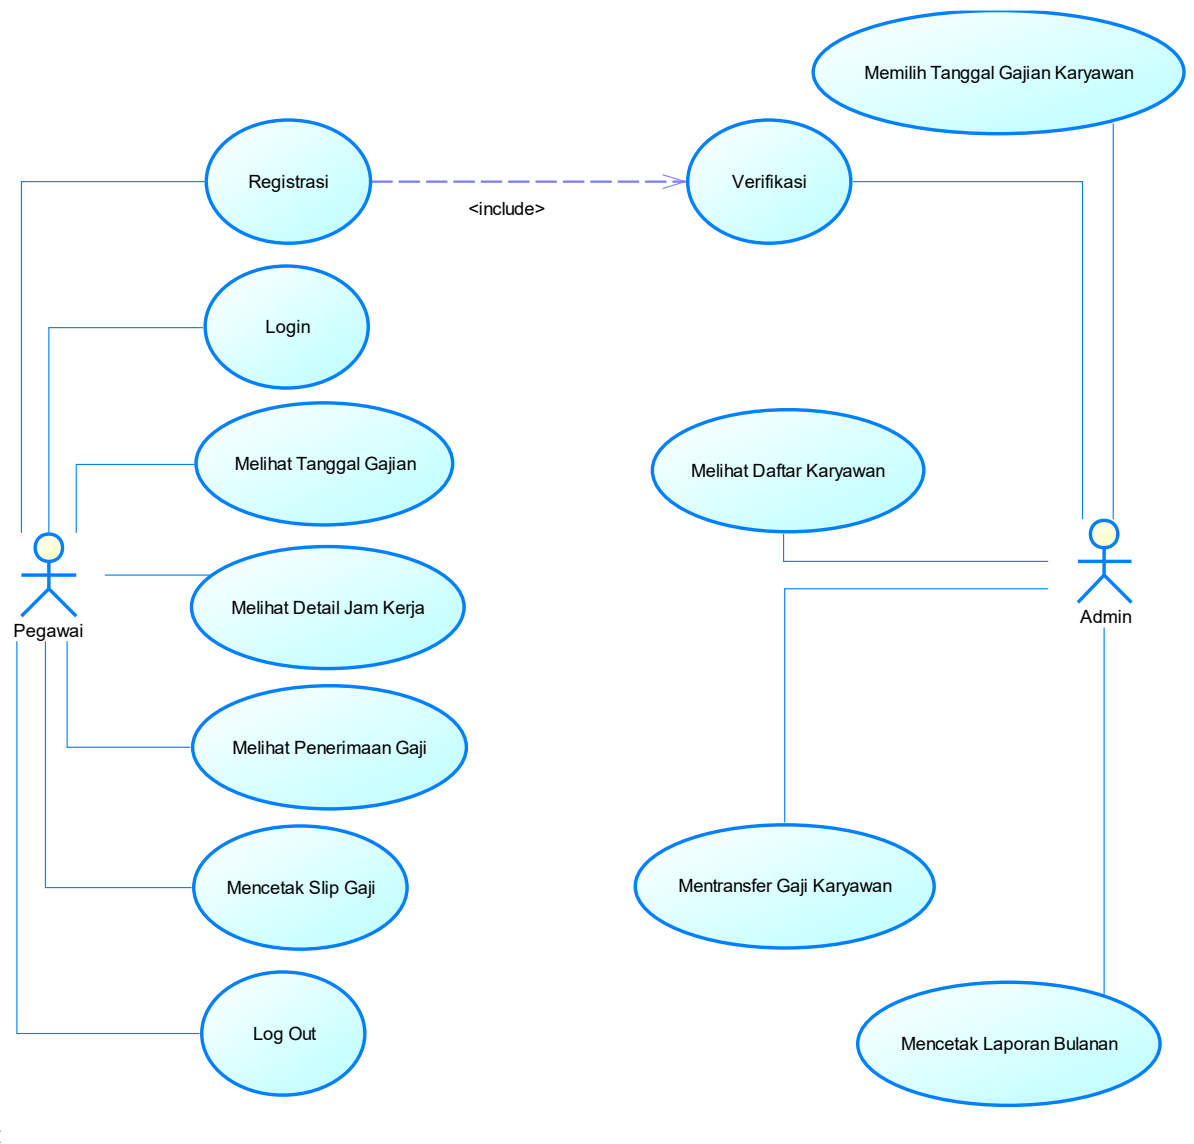 Memilih Tanggal Gajian Karyawan
Registrasi
Verifikasi
<include>
Login
Melihat Tanggal Gajian
Melihat Daftar Karyawan
Melihat Detail Jam Kerja
Admin
Pegawai
Melihat Penerimaan Gaji
Mentransfer Gaji Karyawan
Mencetak Slip Gaji
Log Out
Mencetak Laporan Bulanan